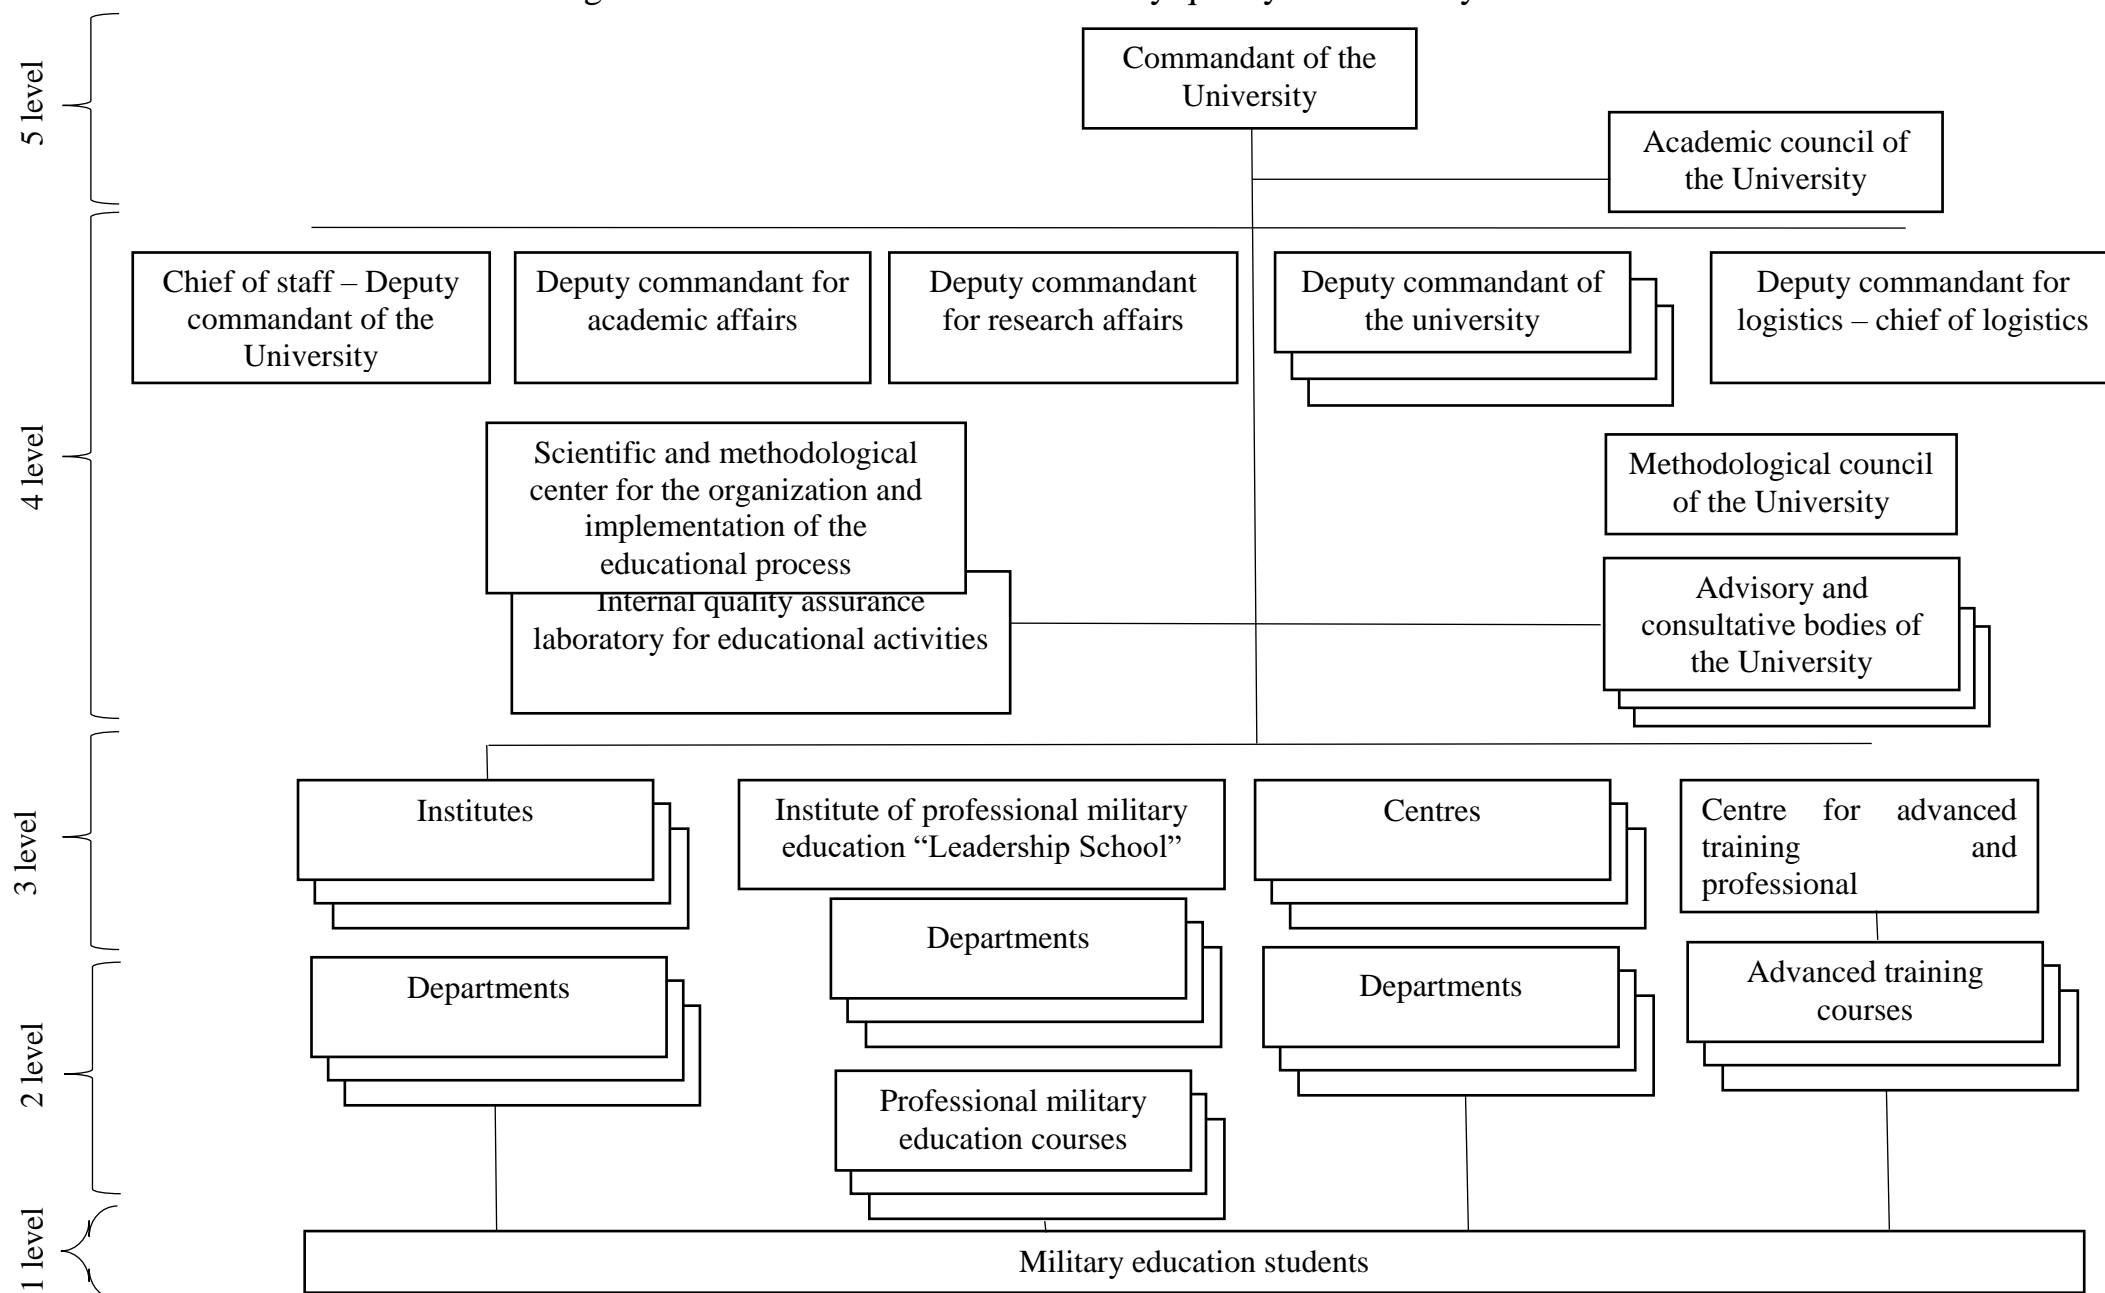 5 level
Commandant of the
University
Academic council of
the University
4 level
Chief of staff – Deputy
commandant of the
University
Deputy commandant for
academic affairs
Deputy commandant
for research affairs
Deputy commandant of
the university
Deputy commandant for
logistics – chief of logistics
Scientific and methodological
center for the organization and
implementation of the
educational process
Internal quality assurance
laboratory for educational activities
Methodological council
of the University
Advisory and
consultative bodies of
the University
3 level
Institutes
Institute of professional military
education “Leadership School”
Centres
Centre for advanced
training and
professional
2 level
Departments
Departments
Professional military
education courses
Departments
Advanced training
courses
1 level
Military education students